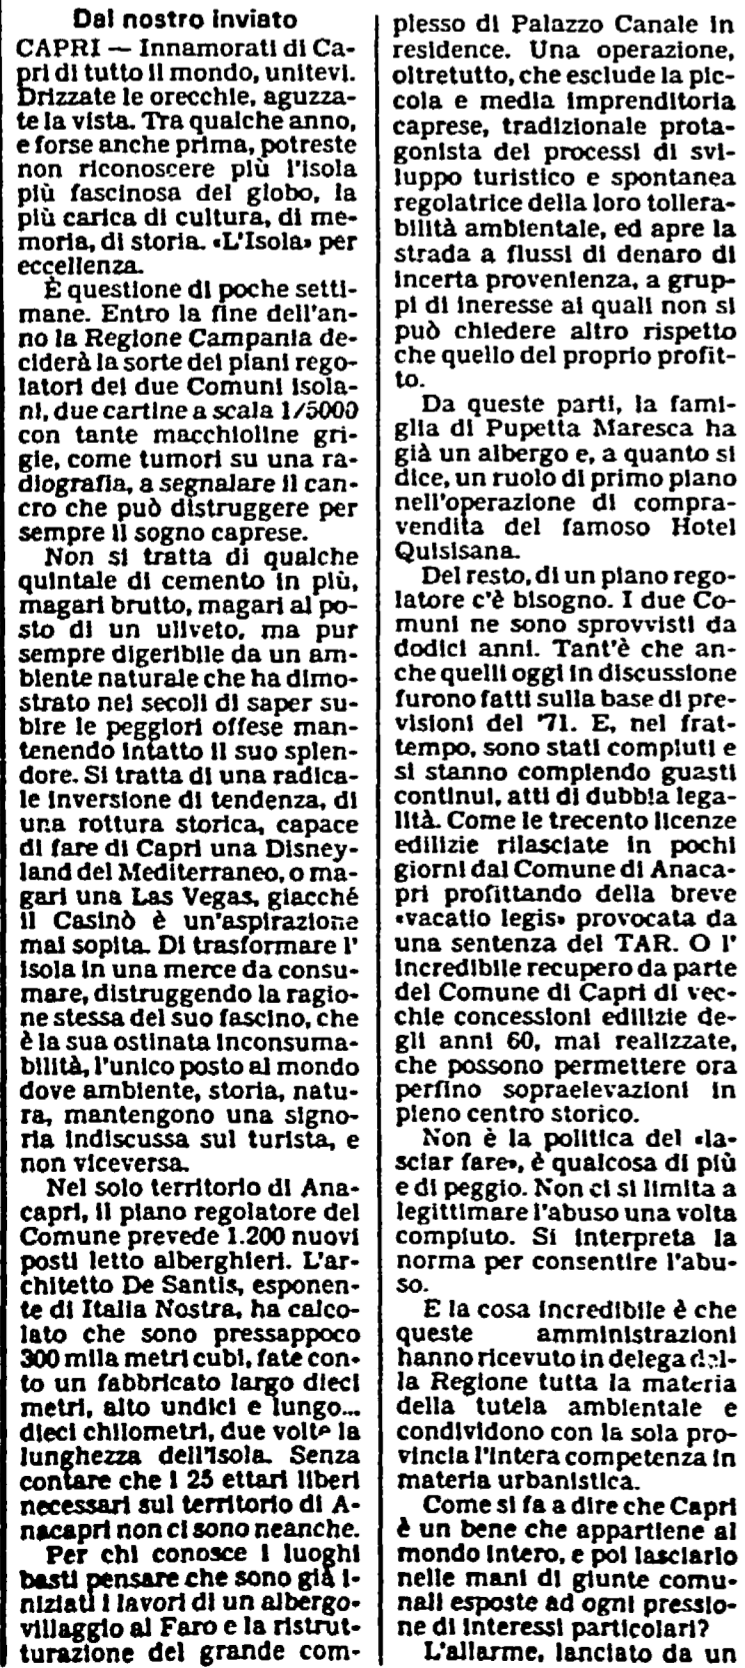 Dal nostro inviato
CAPRI — Innamorati di Ca-
pri di tutto il mondo, unitevi.
Drizzate le orecchie, aguzza-
te la vista. Tra qualche anno,
e forse anche prima, potreste
non riconoscere più l'isola
più fascinosa del globo, la
più carica di cultura, di me-
moria, di storia. «L'Isola» per
eccellenza.
È questione di poche setti-
mane. Entro la fine dell'an-
no la Regione Campania de-
ciderà la sorte dei piani rego-
latori dei due Comuni isola-
ni, due cartine a scala 1/5000
con tante macchioline gri-
gie, come tumori su una ra-
diografia, a segnalare il can-
cro che può distruggere per
sempre il sogno caprese.
Non si tratta di qualche
quintale di cemento in più,
magari brutto, magari al po-
sto di un uliveto, ma pur
sempre digeribile da un am-
biente naturale che ha dimo-
strato nei secoli di saper su-
bire le peggiori offese man-
tenendo intatto il suo splen-
dore. Si tratta di una radica-
le inversione di tendenza, di
una rottura storica, capace
di fare di Capri una Disney-
land del Mediterraneo, o ma-
gari una Las Vegas, giacché
il Casinò è un'aspirazione
mai sopita. Di trasformare l'
isola in una merce da consu-
mare, distruggendo la ragio-
ne stessa del suo fascino, che
è la sua ostinata inconsuma-
bilità, l'unico posto al mondo
dove ambiente, storia, natu-
ra, mantengono una signo-
ria indiscussa sul turista, e
non viceversa.
Nel solo territorio di Ana-
capri, il piano regolatore del
Comune prevede 1.200 nuovi
posti letto alberghieri. L'ar-
chitetto De Santis, esponen-
te di Italia Nostra, ha calco-
lato che sono pressappoco
300 mila metri cubi, fate con-
to un fabbricato largo dieci
metri, alto undici e lungo...
dieci chilometri, due volte la
lunghezza dell'isola. Senza
contare che i 25 ettari liberi
necessari sul territorio di A-
nacapri non ci sono neanche.
Per chi conosce i luoghi
basti pensare che sono già i-
niziati i lavori di un albergo-
villaggio al Faro e la ristrut-
turazione del grande com-
plesso di Palazzo Canale in
residence. Una operazione,
oltretutto, che esclude la pic-
cola e media imprenditoria
caprese, tradizionale prota-
gonista dei processi di svi-
luppo turistico e spontanea
regolatrice della loro tollera-
bilità ambientale, ed apre la
strada a flussi di denaro di
incerta provenienza, a grup-
pi di ineresse ai quali non si
può chiedere altro rispetto
che quello del proprio profit-
to.
Da queste parti, la fami-
glia di Pupetta Maresca ha
già un albergo e, a quanto si
dice, un ruolo di primo piano
nell'operazione di compra-
vendita del famoso Hotel
Quisisana.
Del resto, di un piano rego-
latore c'è bisogno. I due Co-
muni ne sono sprovvisti da
dodici anni. Tant'è che an-
che quelli oggi in discussione
furono fatti sulla base di pre-
visioni del '71. E, nel frat-
tempo, sono stati compiuti e
si stanno compiendo guasti
continui, atti di dubbia lega-
lità. Come le trecento licenze
edilizie rilasciate in pochi
giorni dal Comune di Anaca-
pri profittando della breve
«vacatio legis» provocata da
una sentenza del TAR. O l'
incredibile recupero da parte
del Comune di Capri di vec-
chie concessioni edilizie de-
gli anni 60, mai realizzate,
che possono permettere ora
perfino sopraelevazioni in
pieno centro storico.
Non è la politica del «la-
sciar fare», è qualcosa di più
e di peggio. Non ci si limita a
legittimare l'abuso una volta
compiuto. Si interpreta la
norma per consentire l'abu-
so.
E la cosa incredibile è che
queste amministrazioni
hanno ricevuto in delega dal-
la Regione tutta la materia
della tutela ambientale e
condividono con la sola pro-
vincia l'intera competenza in
materia urbanistica.
Come si fa a dire che Capri
è un bene che appartiene al
mondo intero, e poi lasciarlo
nelle mani di giunte comu-
nali esposte ad ogni pressio-
ne di interessi particolari?
L'allarme, lanciato da un